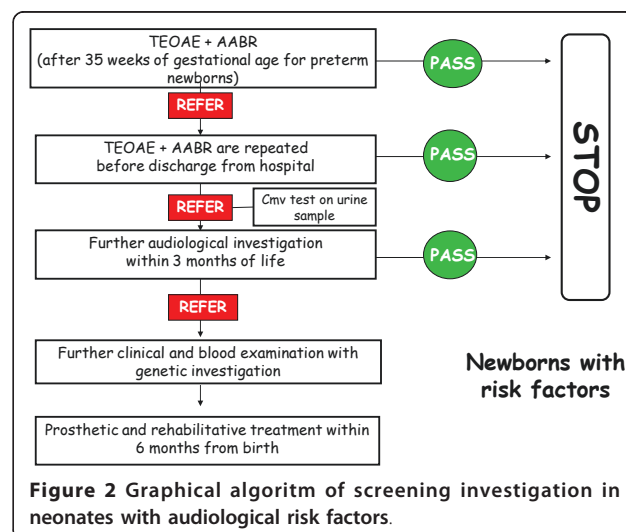 TEOAE + AABR
(after 35 weeks of gestational age for preterm
newborns)
PASS
REFER
TEOAE + AABR are repeated
before discharge from hospital
PASS
REFER
Cmv test on urine
sample
Further audiological investigation
within 3 months of life
PASS
REFER
Further clinical and blood examination with
genetic investigation
Prosthetic and rehabilitative treatment within
6 months from birth
STOP
Newborns with
risk factors
Figure 2 Graphical algoritm of screening investigation in
neonates with audiological risk factors.